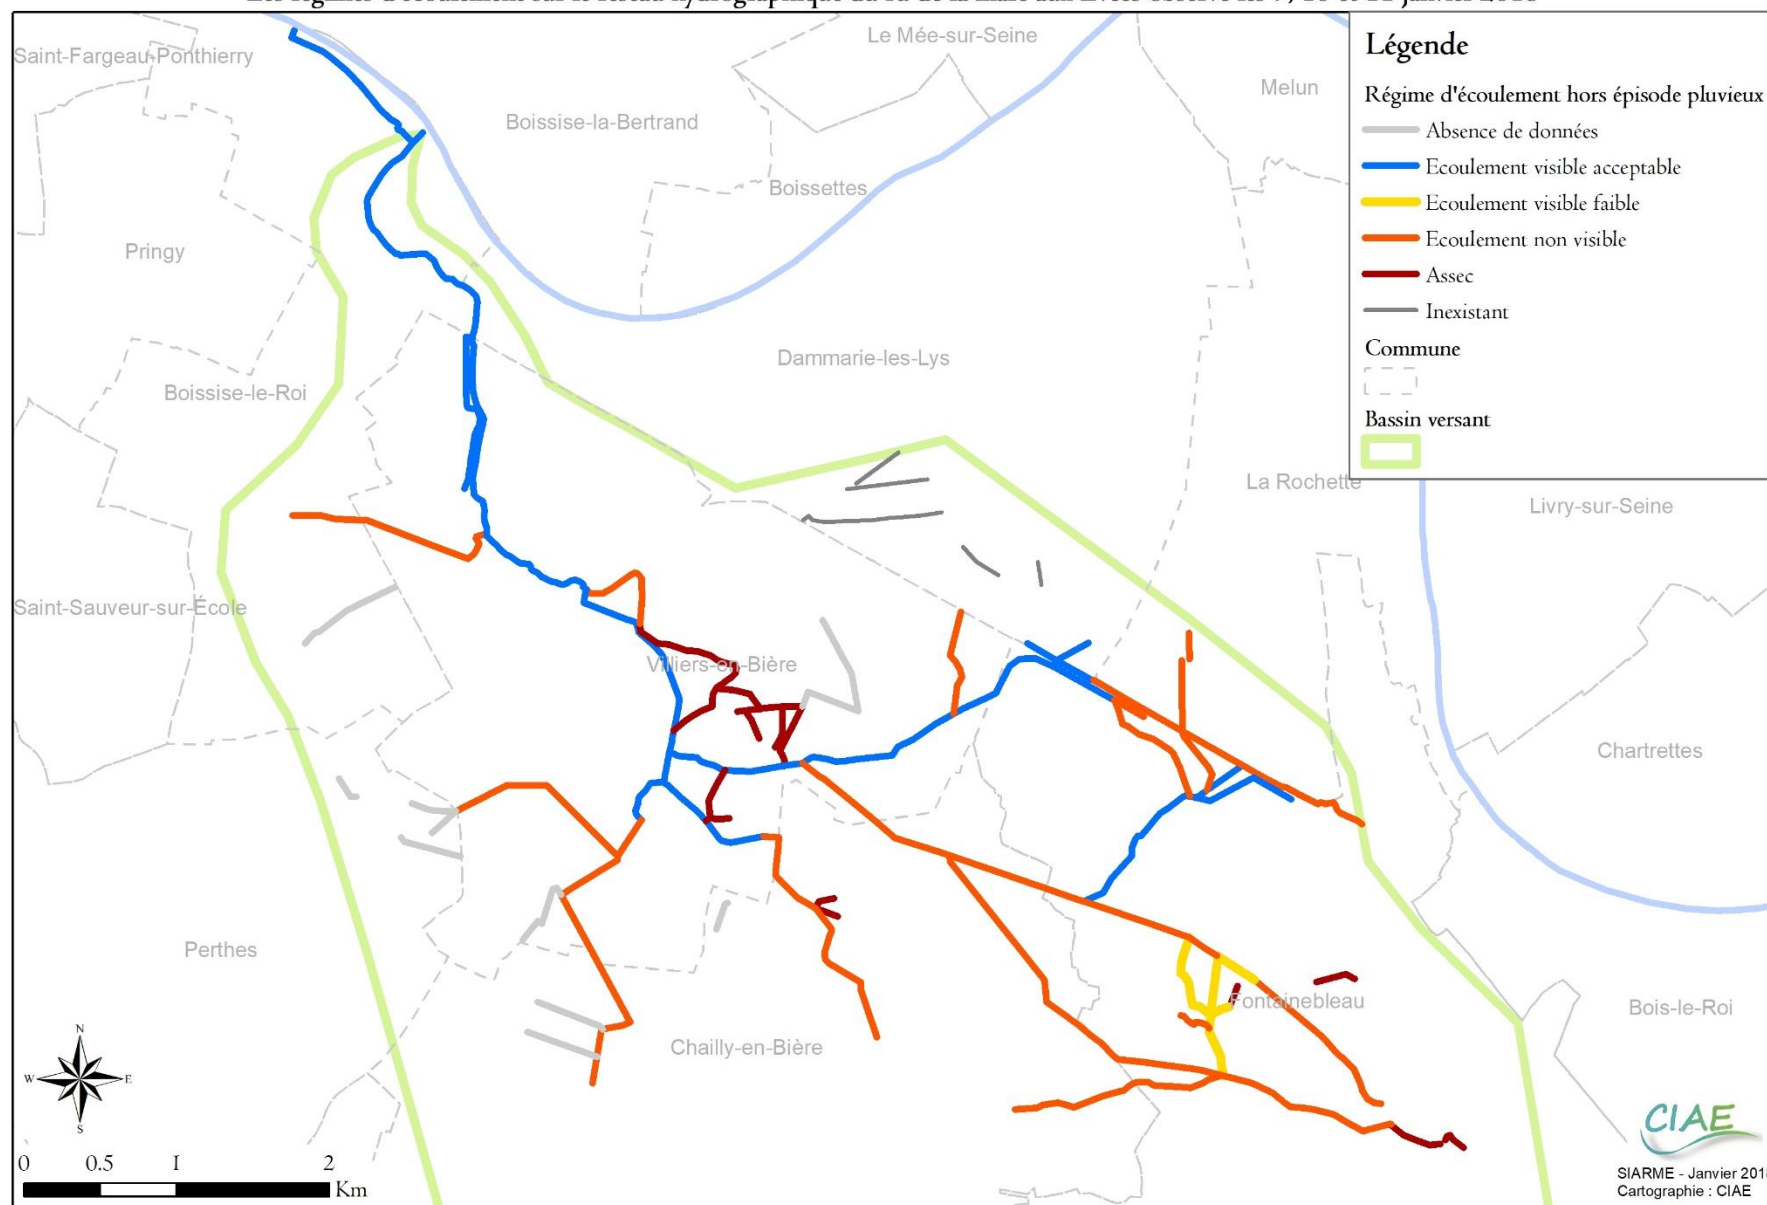 Légende
Régime d'écoulement hors épisode pluvieux
Absence de données
Ecoulement visible acceptable
Ecoulement visible faible
Ecoulement non visible
Assec
Inexistant
Commune
Bassin versant
Le Mée-sur-Seine
Saint-Fargeau-Ponthierry
Melun
Boissise-la-Bertrand
Boissettes
Pringy
Dammarie-les-Lys
Boissise-le-Roi
La Rochette
Livry-sur-Seine
Saint-Sauveur-sur-École
Villiers-en-Bière
Chartrettes
Perthes
Fontainebleau
Bois-le-Roi
Chailly-en-Bière
N
W E
S
0 0.5 1 2
Km
CIAE
SIARME - Janvier 2018
Cartographie : CIAE